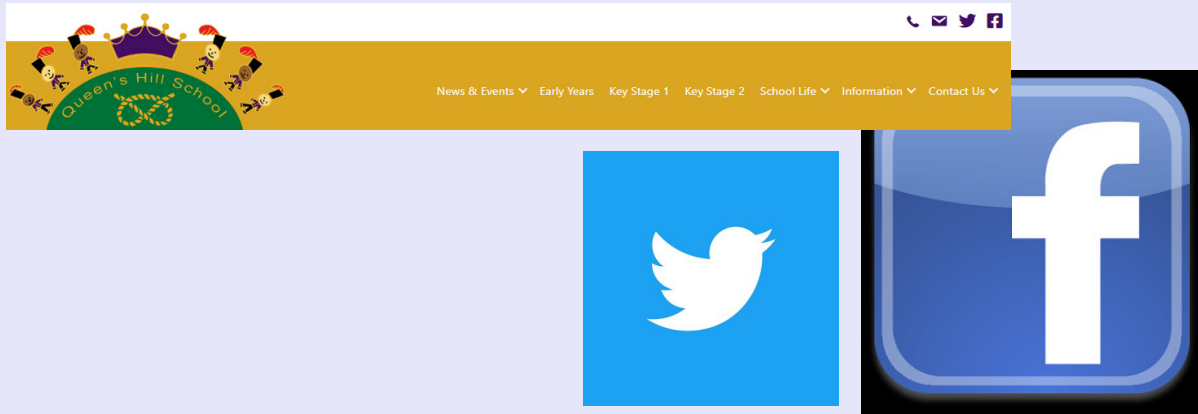 Queen's Hill School
News & Events Early Years Key Stage 1 Key Stage 2 School Life Information Contact Us